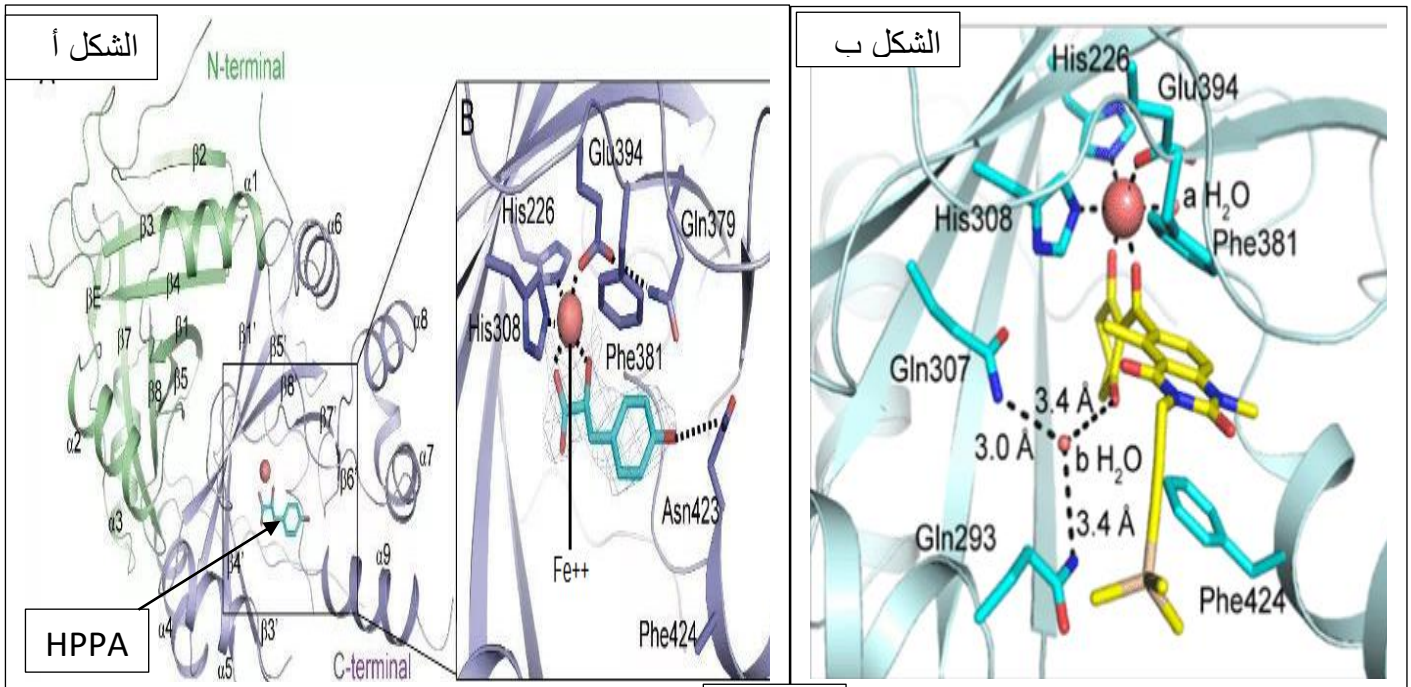 الشكل أ
N-terminal
β2
α1
β3
α6
β4
βE
β1
β7
β1'
α8
β5'
β5
β8
β8'
α2
β7'
β6'
α7
α3
β4'
α9
HPPA
α4
β3'
α5
C-terminal
B
Glu394
His226
Gln379
His308
Phe381
Asn423
Fe++
Phe424
الشكل ب
His226
Glu394
a H₂O
His308
Phe381
Gln307
3.4 Å
3.0 Å
b H₂O
3.4 Å
Gln293
Phe424